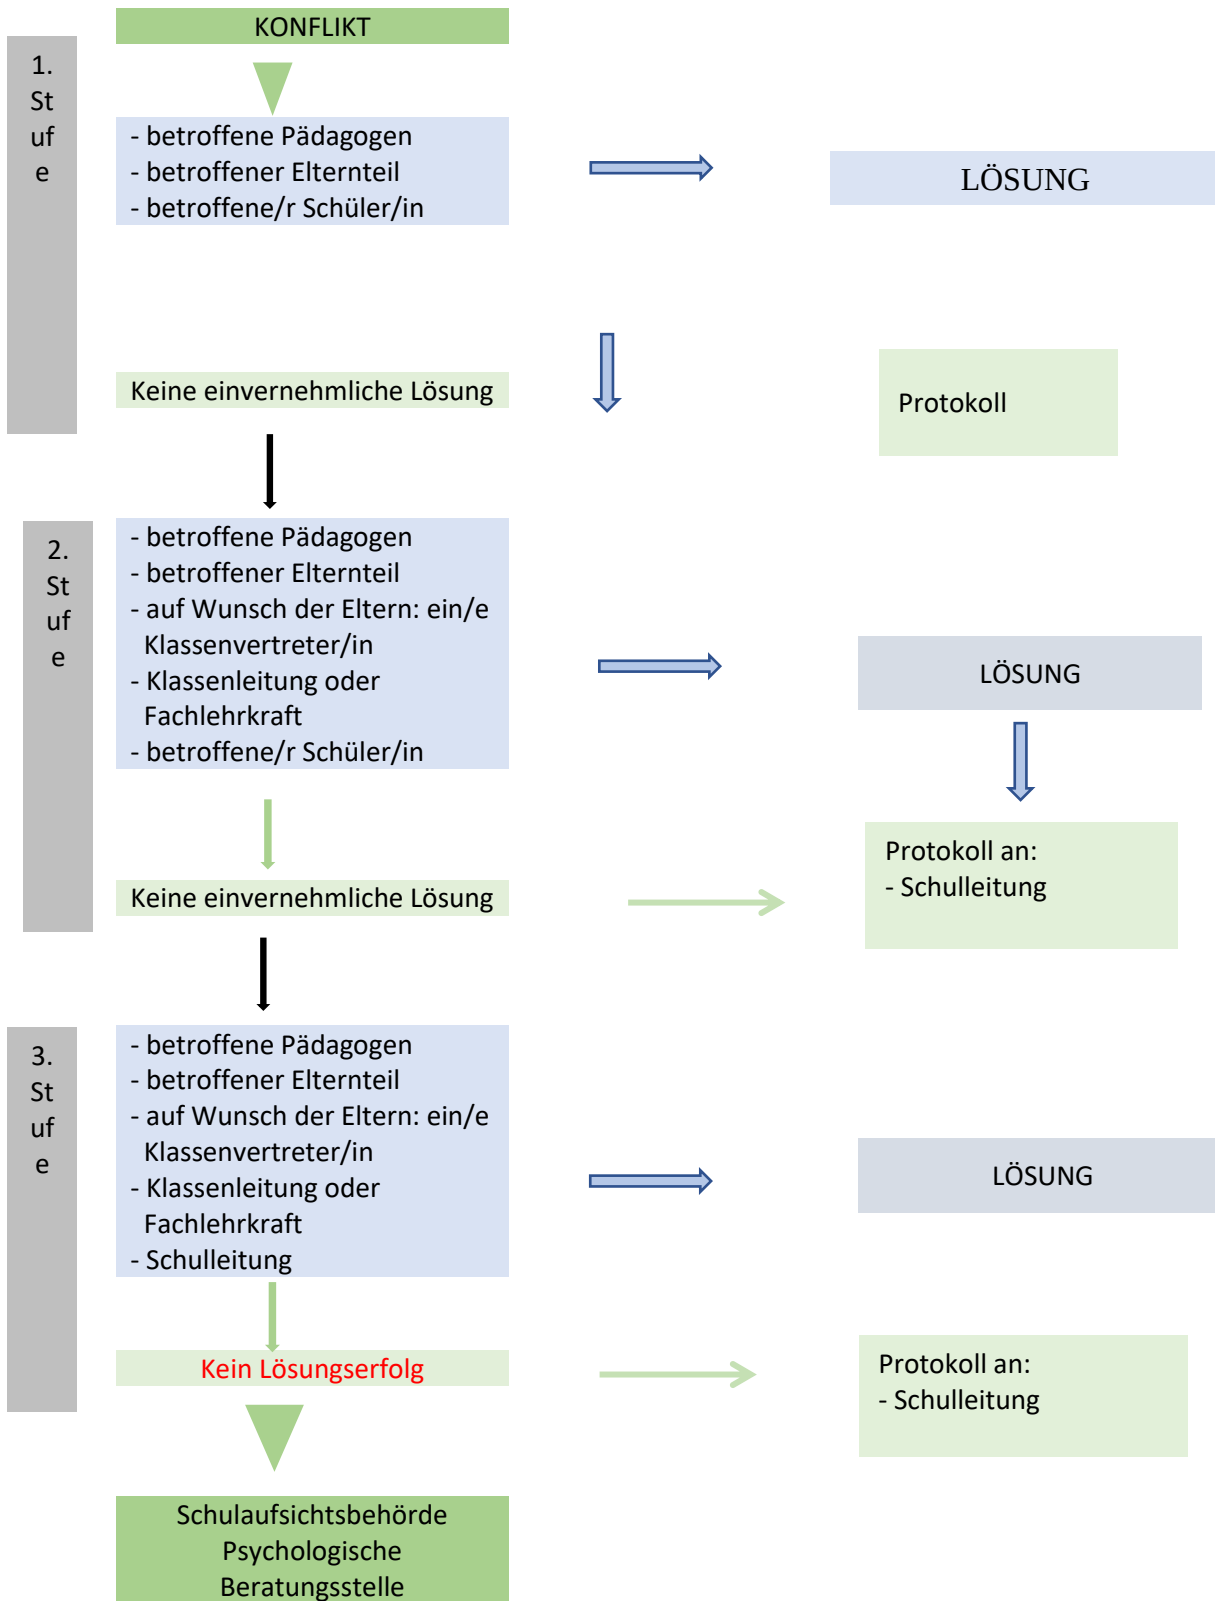 KONFLIKT
1.
St
uf
e
- betroffene Pädagogen
- betroffener Elternteil
- betroffene/r Schüler/in
LÖSUNG
Keine einvernehmliche Lösung
Protokoll
2.
St
uf
e
- betroffene Pädagogen
- betroffener Elternteil
- auf Wunsch der Eltern: ein/e
Klassenvertreter/in
- Klassenleitung oder
Fachlehrkraft
- betroffene/r Schüler/in
LÖSUNG
Keine einvernehmliche Lösung
Protokoll an:
- Schulleitung
3.
St
uf
e
- betroffene Pädagogen
- betroffener Elternteil
- auf Wunsch der Eltern: ein/e
Klassenvertreter/in
- Klassenleitung oder
Fachlehrkraft
- Schulleitung
LÖSUNG
Kein Lösungserfolg
Protokoll an:
- Schulleitung
Schulaufsichtsbehörde
Psychologische
Beratungsstelle